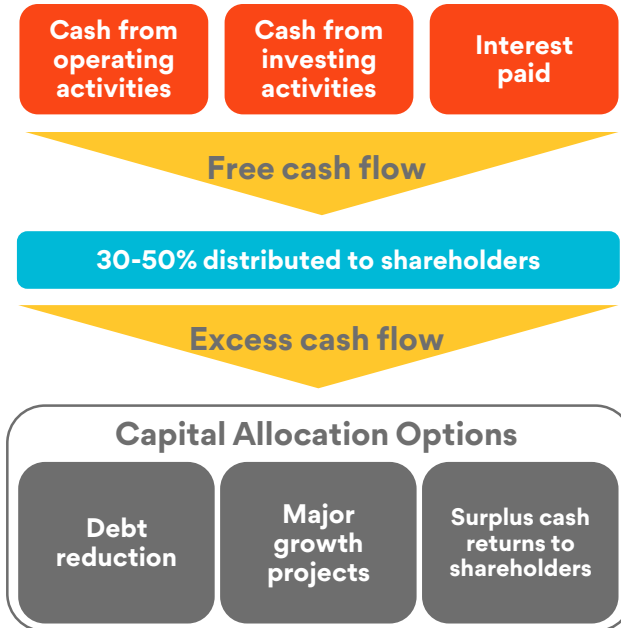 Cash from
operating
activities
Cash from
investing
activities
Interest
paid
Free cash flow
30-50% distributed to shareholders
Excess cash flow
Capital Allocation Options
Debt
reduction
Major
growth
projects
Surplus cash
returns to
shareholders